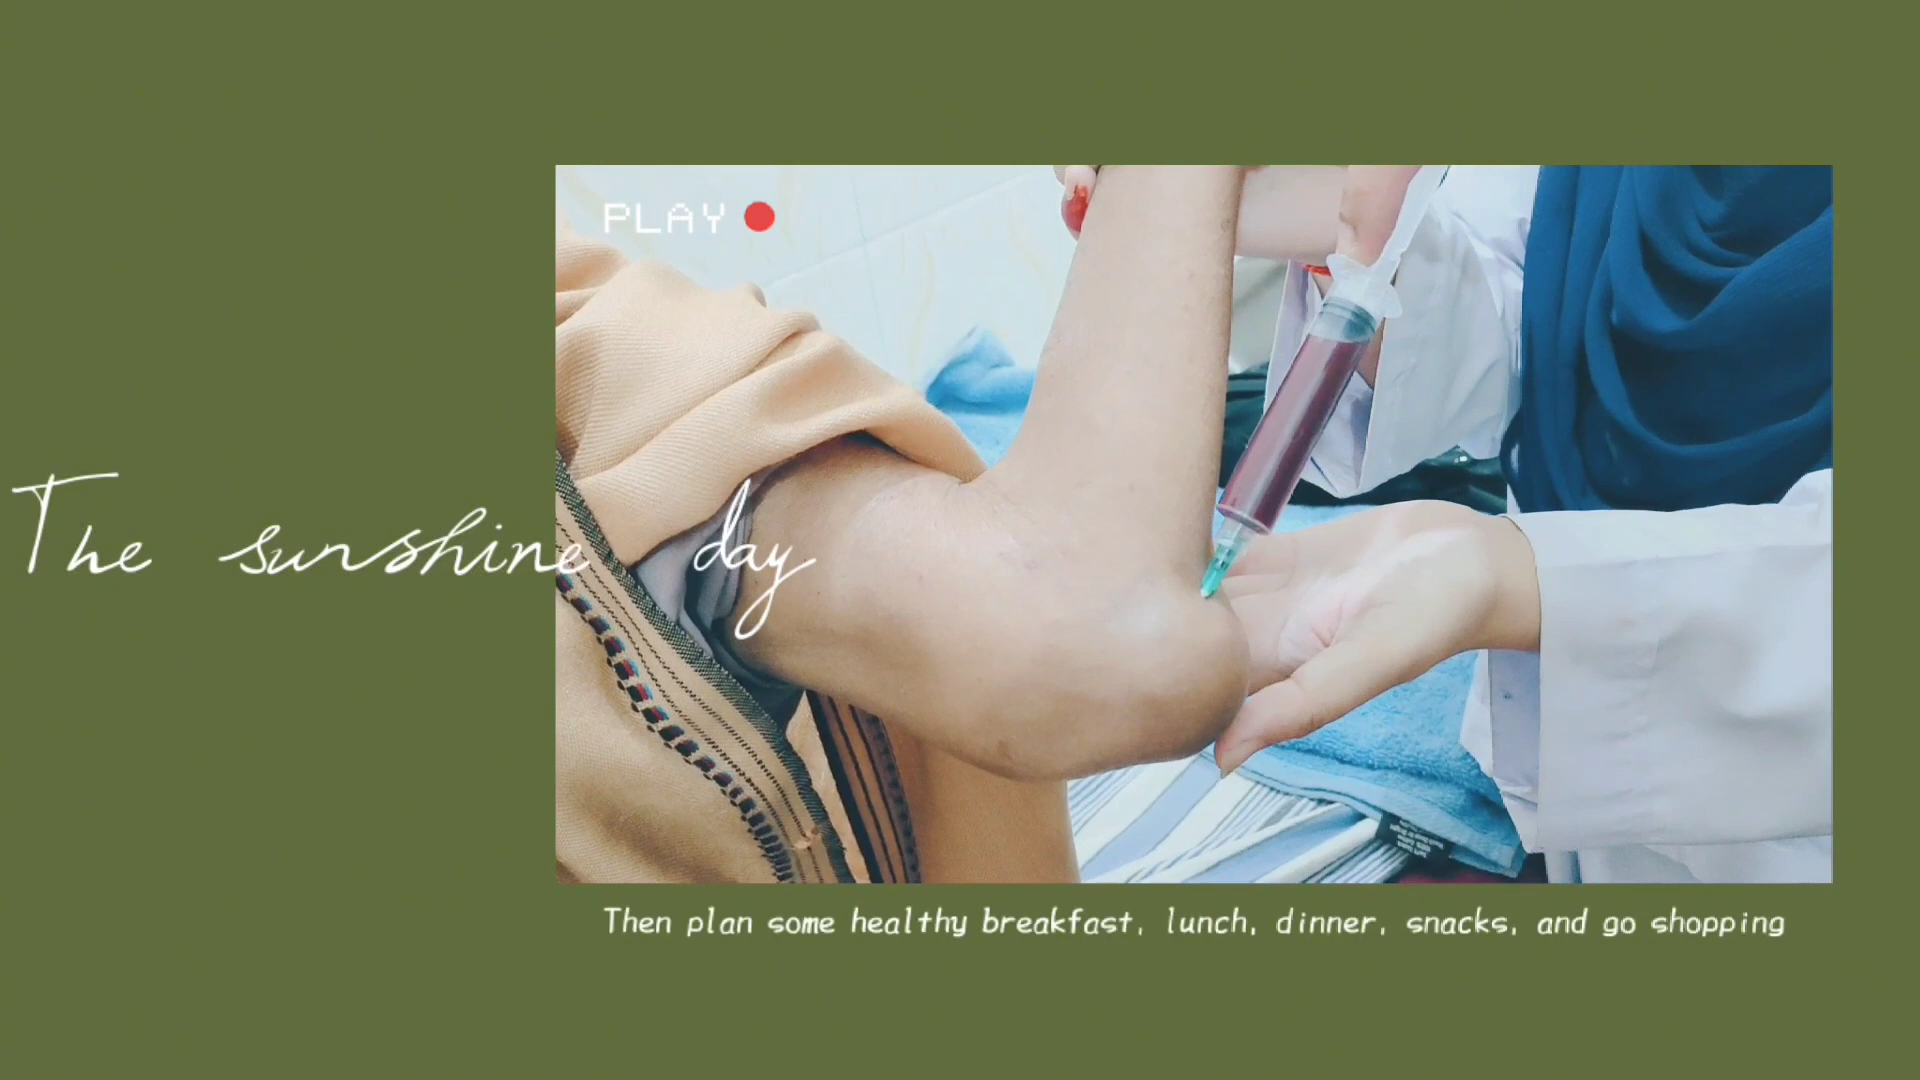 PLAY
The sunshine day
Then plan some healthy breakfast, lunch, dinner, snacks, and go shopping